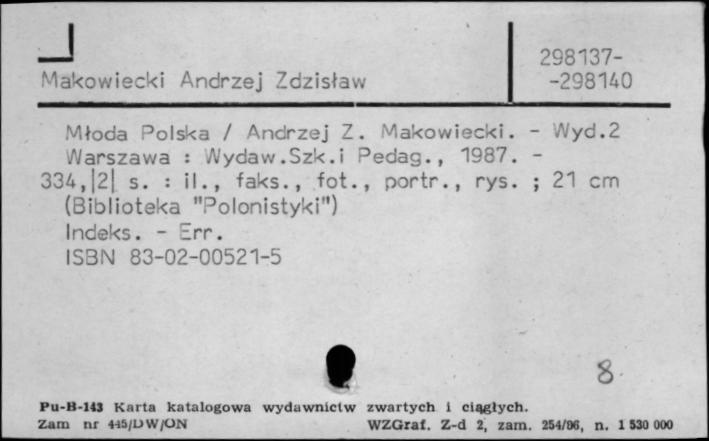 298137-
Makowiecki Andrzej Zdzisław -298140
Młoda Polska / Andrzej Z. Makowiecki. - Wyd.2
Warszawa : Wydaw.Szk.i Pedag., 1987. -
334,|2| s. : il., faks., fot., portr., rys. ; 21 cm
(Biblioteka "Polonistyki")
Indeks. - Err.
ISBN 83-02-00521-5
8
Pu-B-143 Karta katalogowa wydawnictw zwartych i ciągłych.
Zam nr 445/DW/ON WZGraf. Z-d 2, zam. 254/86, n. 1 530 000